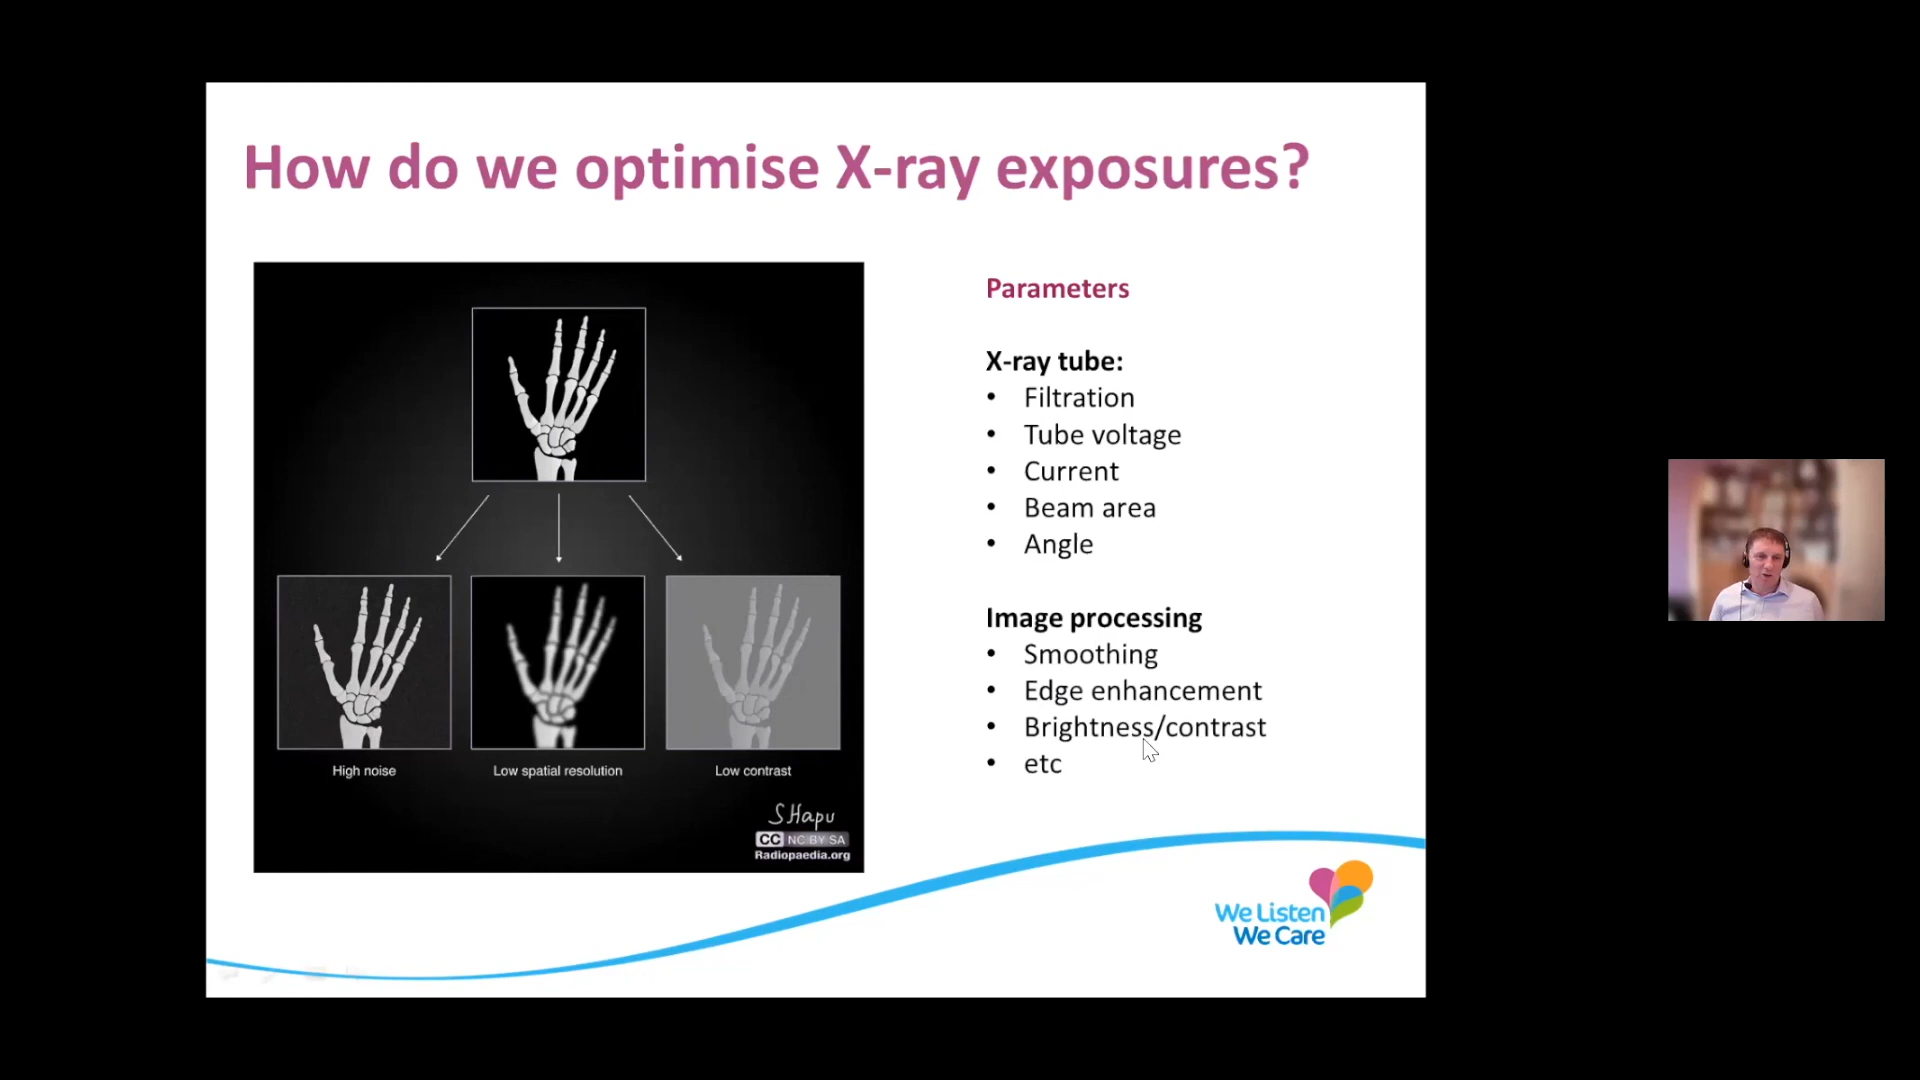 How do we optimise X-ray exposures?
High noise
Low spatial resolution
Low contrast
S Hapu
CC NC BY SA
Radiopaedia.org
Parameters
X-ray tube:
• Filtration
• Tube voltage
• Current
• Beam area
• Angle
Image processing
• Smoothing
• Edge enhancement
• Brightness/contrast
• etc
We Listen
We Care